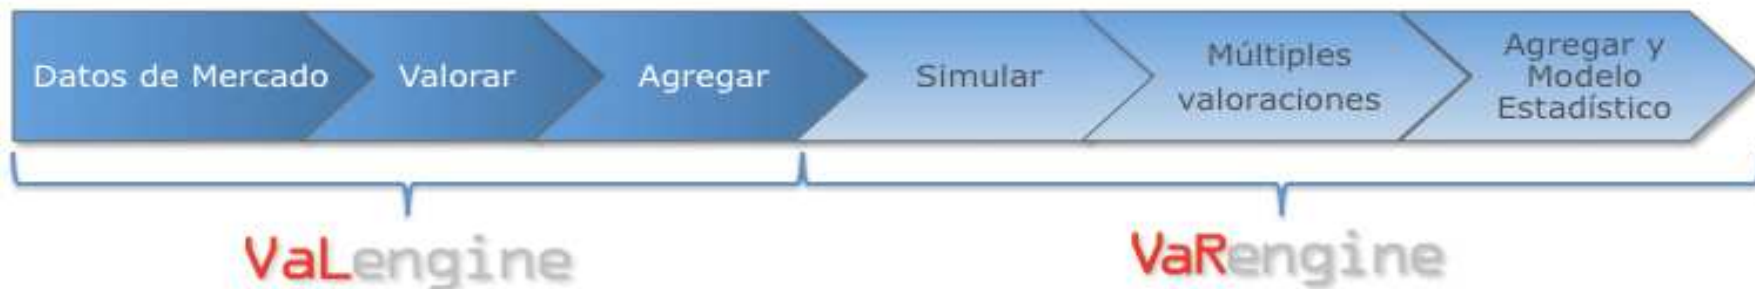 Datos de Mercado
Valorar
Agregar
Simular
Múltiples
valoraciones
Agregar y
Modelo
Estadístico
VaLengine
VaRengine